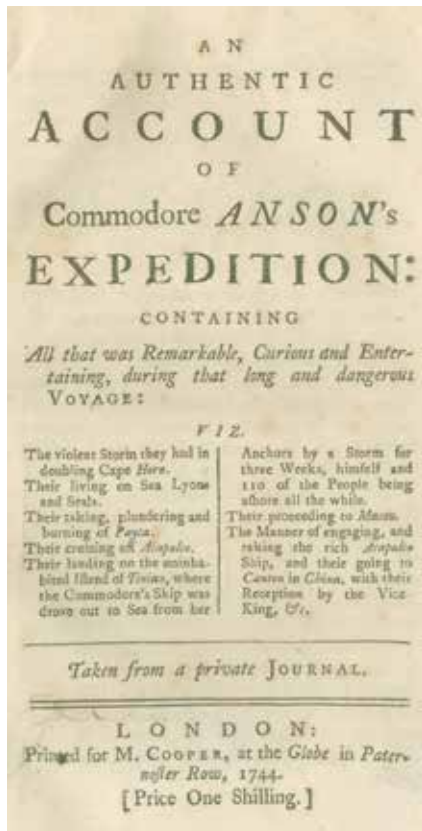 AN
AUTHENTIC
ACCOUNT
OF
Commodore ANSON's
EXPEDITION:
CONTAINING
All that was Remarkable, Curious and Enter-
taining, during that long and dangerous
VOYAGE:
VIZ.
The violent Storm they had in
doubling Cape Horn.
Their living on Sea Lyons
and Seals.
Their taking, plundering and
burning of Payta.
Their cruising on Acapulco.
Their landing on the uninha-
bited Island of Tinian, where
the Commodore's Ship was
drove out to Sea from her
Anchors by a Storm for
three Weeks, himself and
110 of the People being
ashore all the while.
Their proceeding to Macao.
The Manner of engaging, and
taking the rich Acapulco
Ship, and their going to
Canton in China, with their
Reception by the Vice
King, &c.
Taken from a private JOURNAL.
LONDON:
Printed for M. COOPER, at the Globe in Pater-
noster Row, 1744.
[Price One Shilling.]